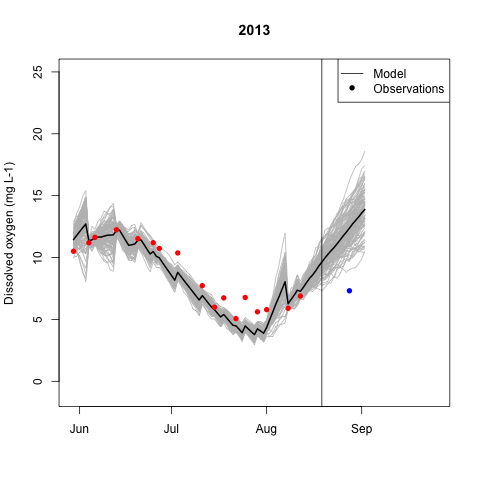 2013
Dissolved oxygen (mg L-1)
25
20
15
10
5
0
Jun
Jul
Aug
Sep
Model
Observations